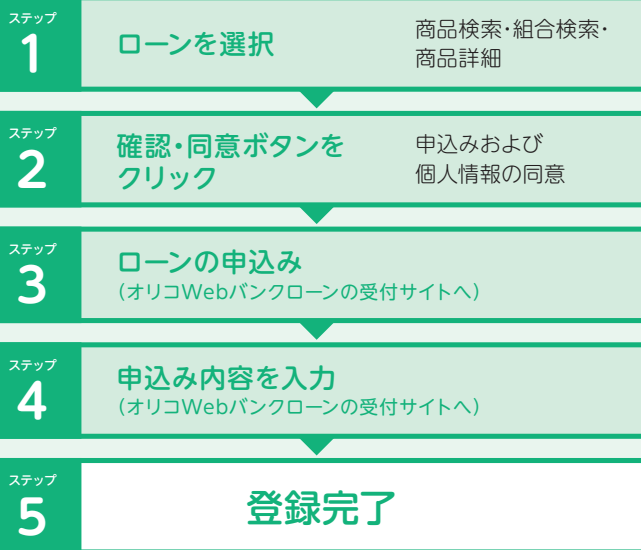 ステップ
1
ローンを選択
商品検索・組合検索・
商品詳細
ステップ
2
確認・同意ボタンを
クリック
申込みおよび
個人情報の同意
ステップ
3
ローンの申込み
(オリコWebバンクローンの受付サイトへ)
ステップ
4
申込み内容を入力
(オリコWebバンクローンの受付サイトへ)
ステップ
5
登録完了